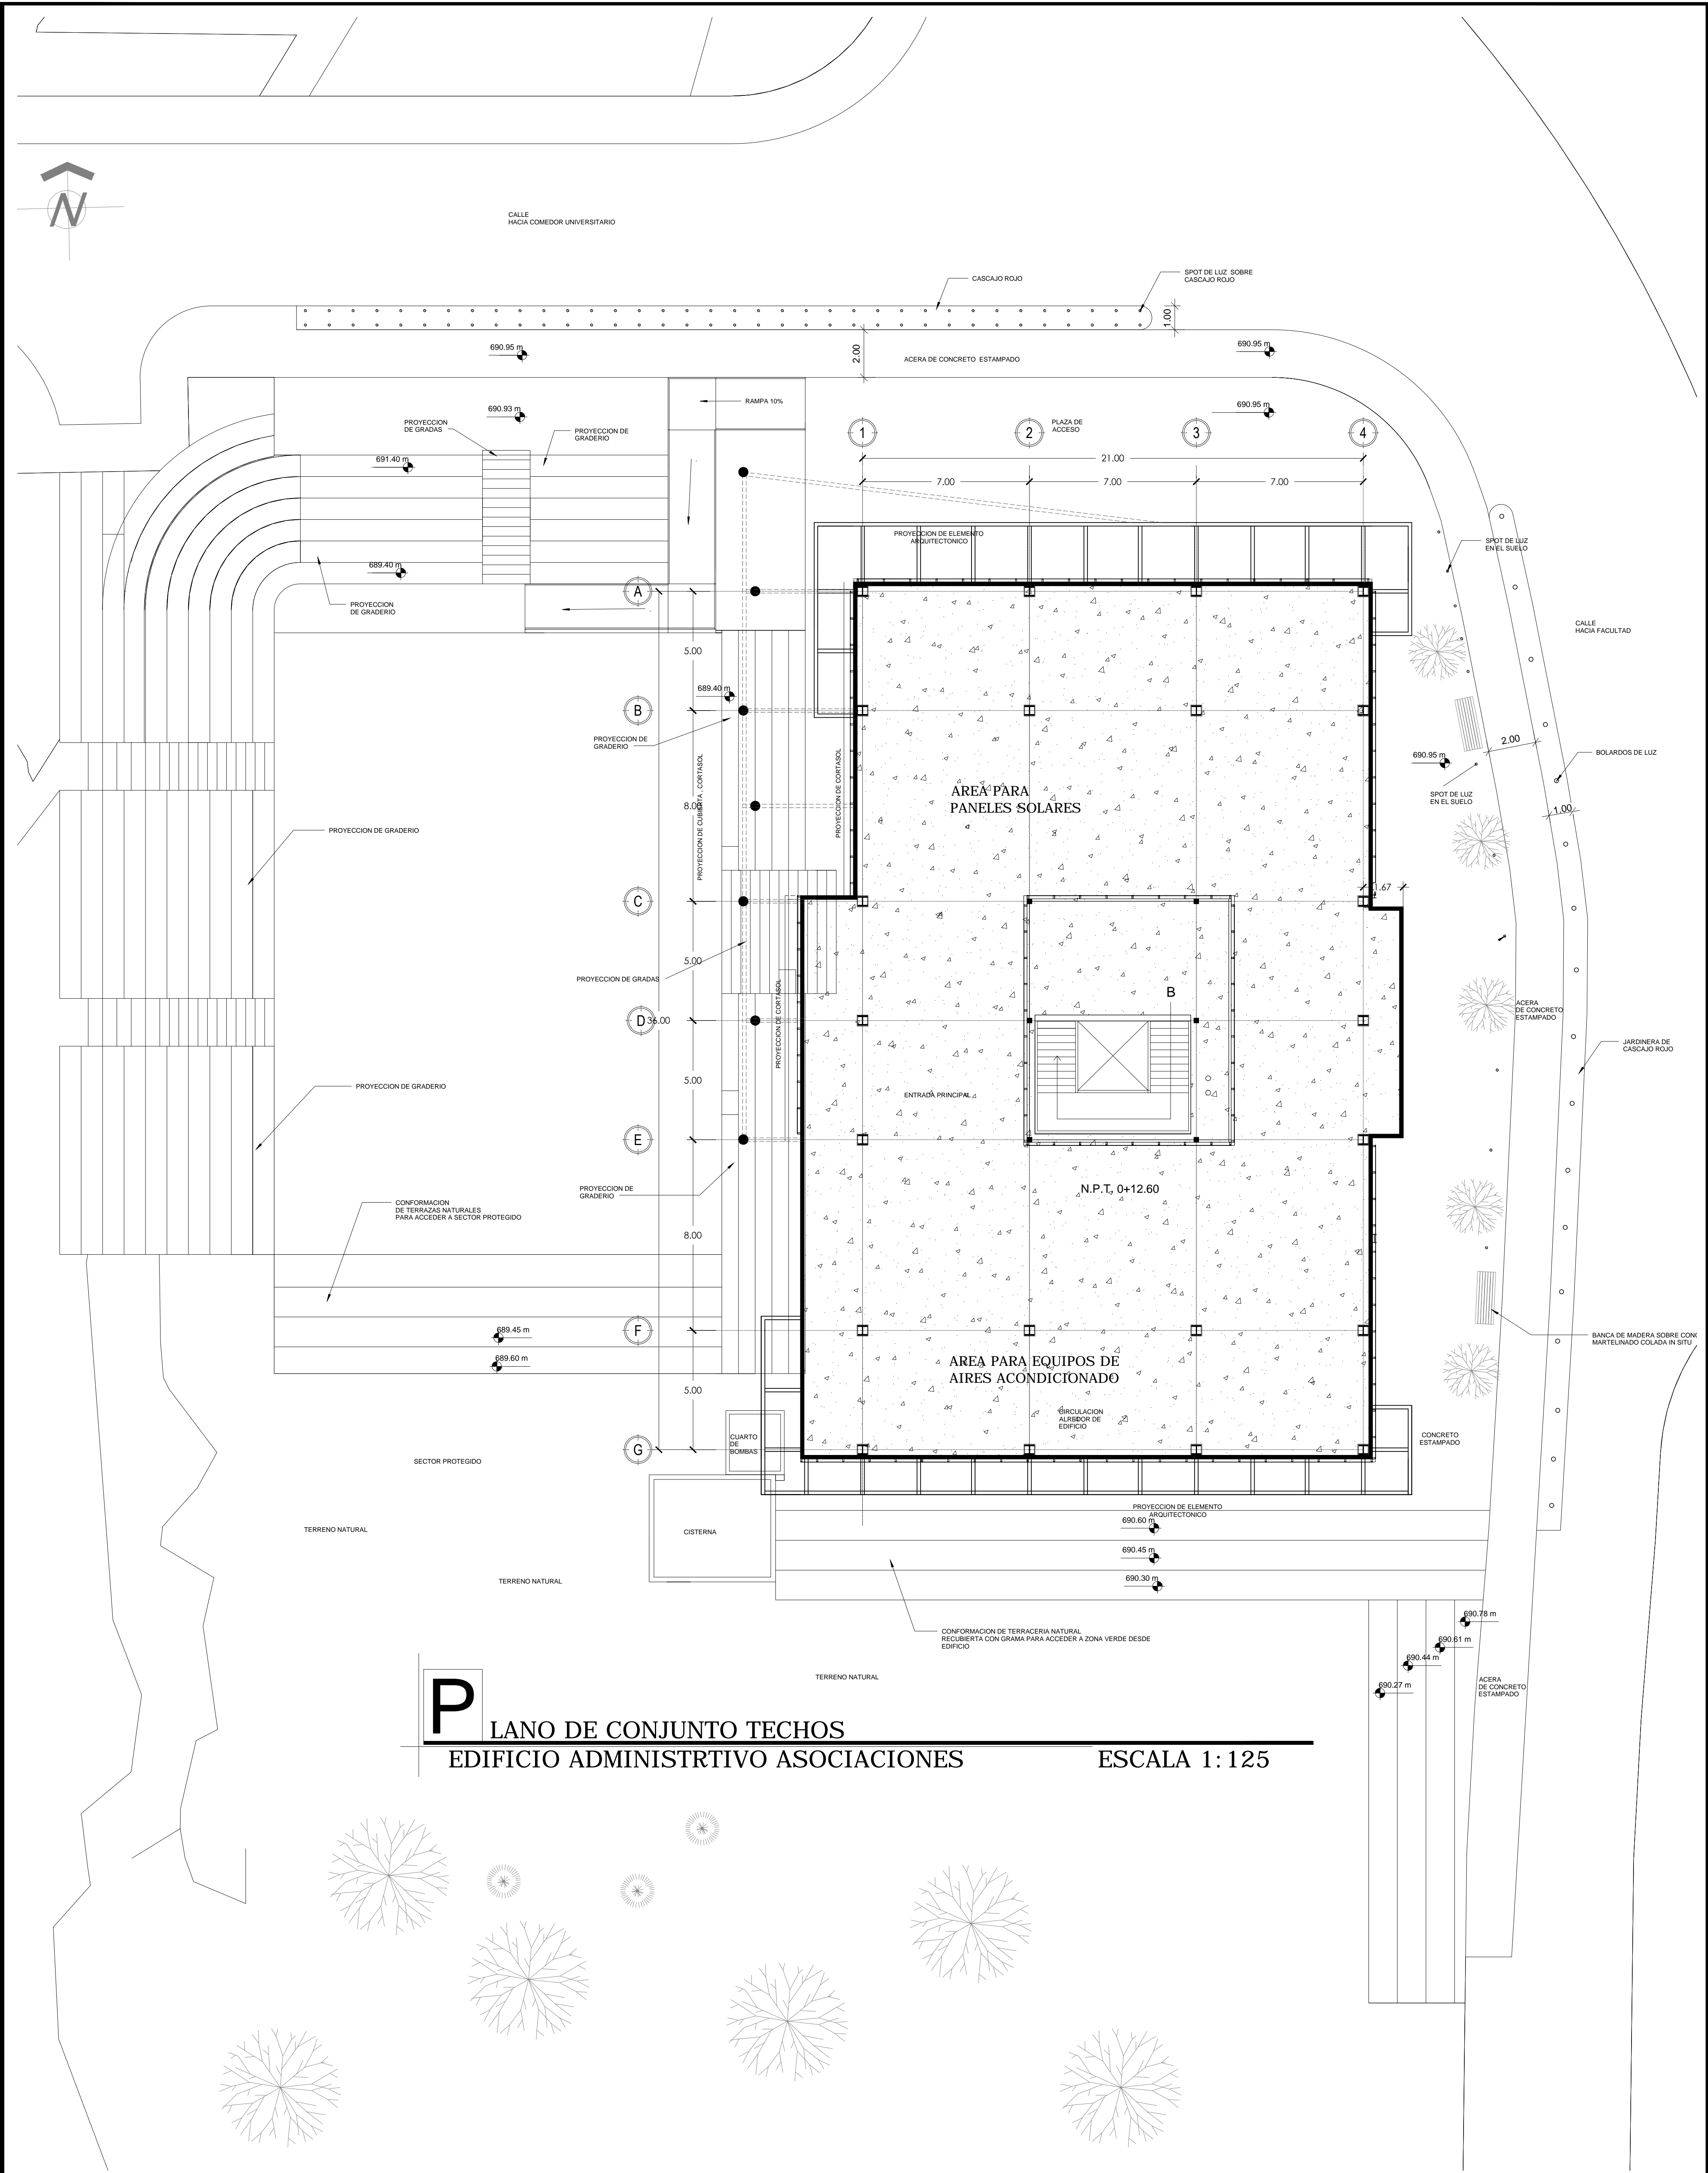 N
CALLE
HACIA COMEDOR UNIVERSITARIO
CASCAJO ROJO
SPOT DE LUZ SOBRE
CASCAJO ROJO
1.00
2.00
690.95 m
ACERA DE CONCRETO ESTAMPADO
690.95 m
690.93 m
RAMPA 10%
690.95 m
PROYECCION
DE GRADAS
PROYECCION DE
GRADERIO
1
2
PLAZA DE
ACCESO
3
4
691.40 m
21.00
7.00
7.00
7.00
PROYECCION DE ELEMENTO
ARQUITECTONICO
SPOT DE LUZ
EN EL SUELO
689.40 m
A
PROYECCION
DE GRADERIO
CALLE
HACIA FACULTAD
5.00
689.40 m
B
PROYECCION DE
GRADERIO
PROYECCION DE CUBIERTA , CORTASOL
PROYECCION DE CORTASOL
2.00
BOLARDOS DE LUZ
690.95 m
AREA PARA
PANELES SOLARES
SPOT DE LUZ
EN EL SUELO
8.00
1.00
PROYECCION DE GRADERIO
1.67
C
5.00
PROYECCION DE GRADAS
PROYECCION DE CORTASOL
B
ACERA
DE CONCRETO
ESTAMPADO
D
36.00
JARDINERA DE
CASCAJO ROJO
5.00
PROYECCION DE GRADERIO
ENTRADA PRINCIPAL
E
PROYECCION DE
GRADERIO
N.P.T. 0+12.60
CONFORMACION
DE TERRAZAS NATURALES
PARA ACCEDER A SECTOR PROTEGIDO
8.00
689.45 m
F
BANCA DE MADERA SOBRE CONC
MARTELINADO COLADA IN SITU
689.60 m
AREA PARA EQUIPOS DE
AIRES ACONDICIONADO
5.00
CIRCULACION
ALREDOR DE
EDIFICIO
CUARTO
DE
BOMBAS
G
CONCRETO
ESTAMPADO
SECTOR PROTEGIDO
PROYECCION DE ELEMENTO
ARQUITECTONICO
690.60 m
TERRENO NATURAL
CISTERNA
690.45 m
TERRENO NATURAL
690.30 m
690.78 m
CONFORMACION DE TERRACERIA NATURAL
RECUBIERTA CON GRAMA PARA ACCEDER A ZONA VERDE DESDE
EDIFICIO
690.61 m
690.44 m
TERRENO NATURAL
690.27 m
ACERA
DE CONCRETO
ESTAMPADO
PLANO DE CONJUNTO TECHOS
EDIFICIO ADMINISTRTIVO ASOCIACIONES ESCALA 1:125